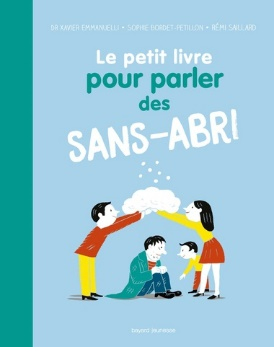 DR XAVIER EMMANUELLI • SOPHIE BORDET-PETILLON • RÉMI SAILLARD
Le petit livre
pour parler
des
SANS-ABRI
bayard jeunesse